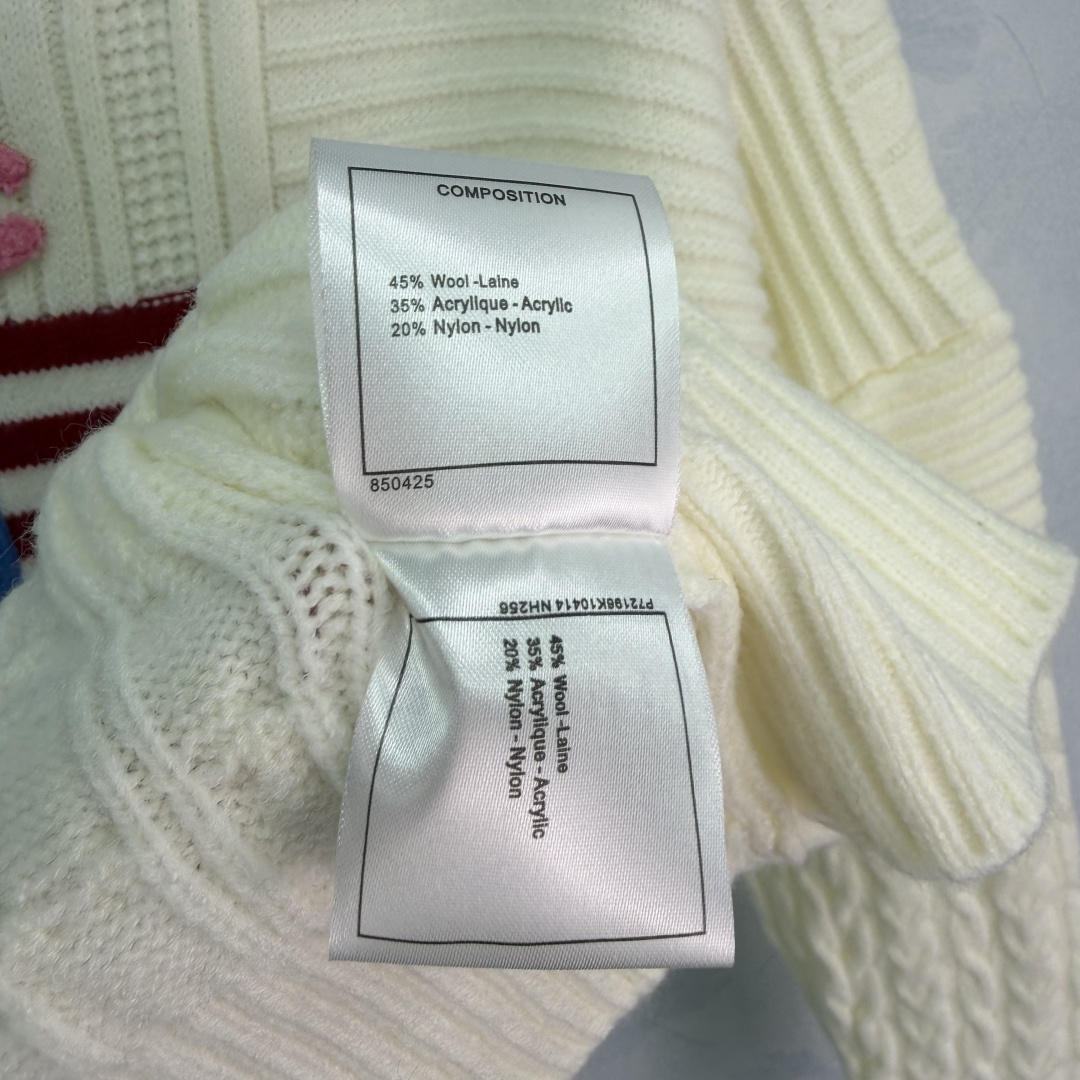 COMPOSITION
45% Wool -Laine
35% Acrylique - Acrylic
20% Nylon - Nylon
850425
P72196K10414 NH256
45% Wool -Laine
35% Acrylique - Acrylic
20% Nylon - Nylon